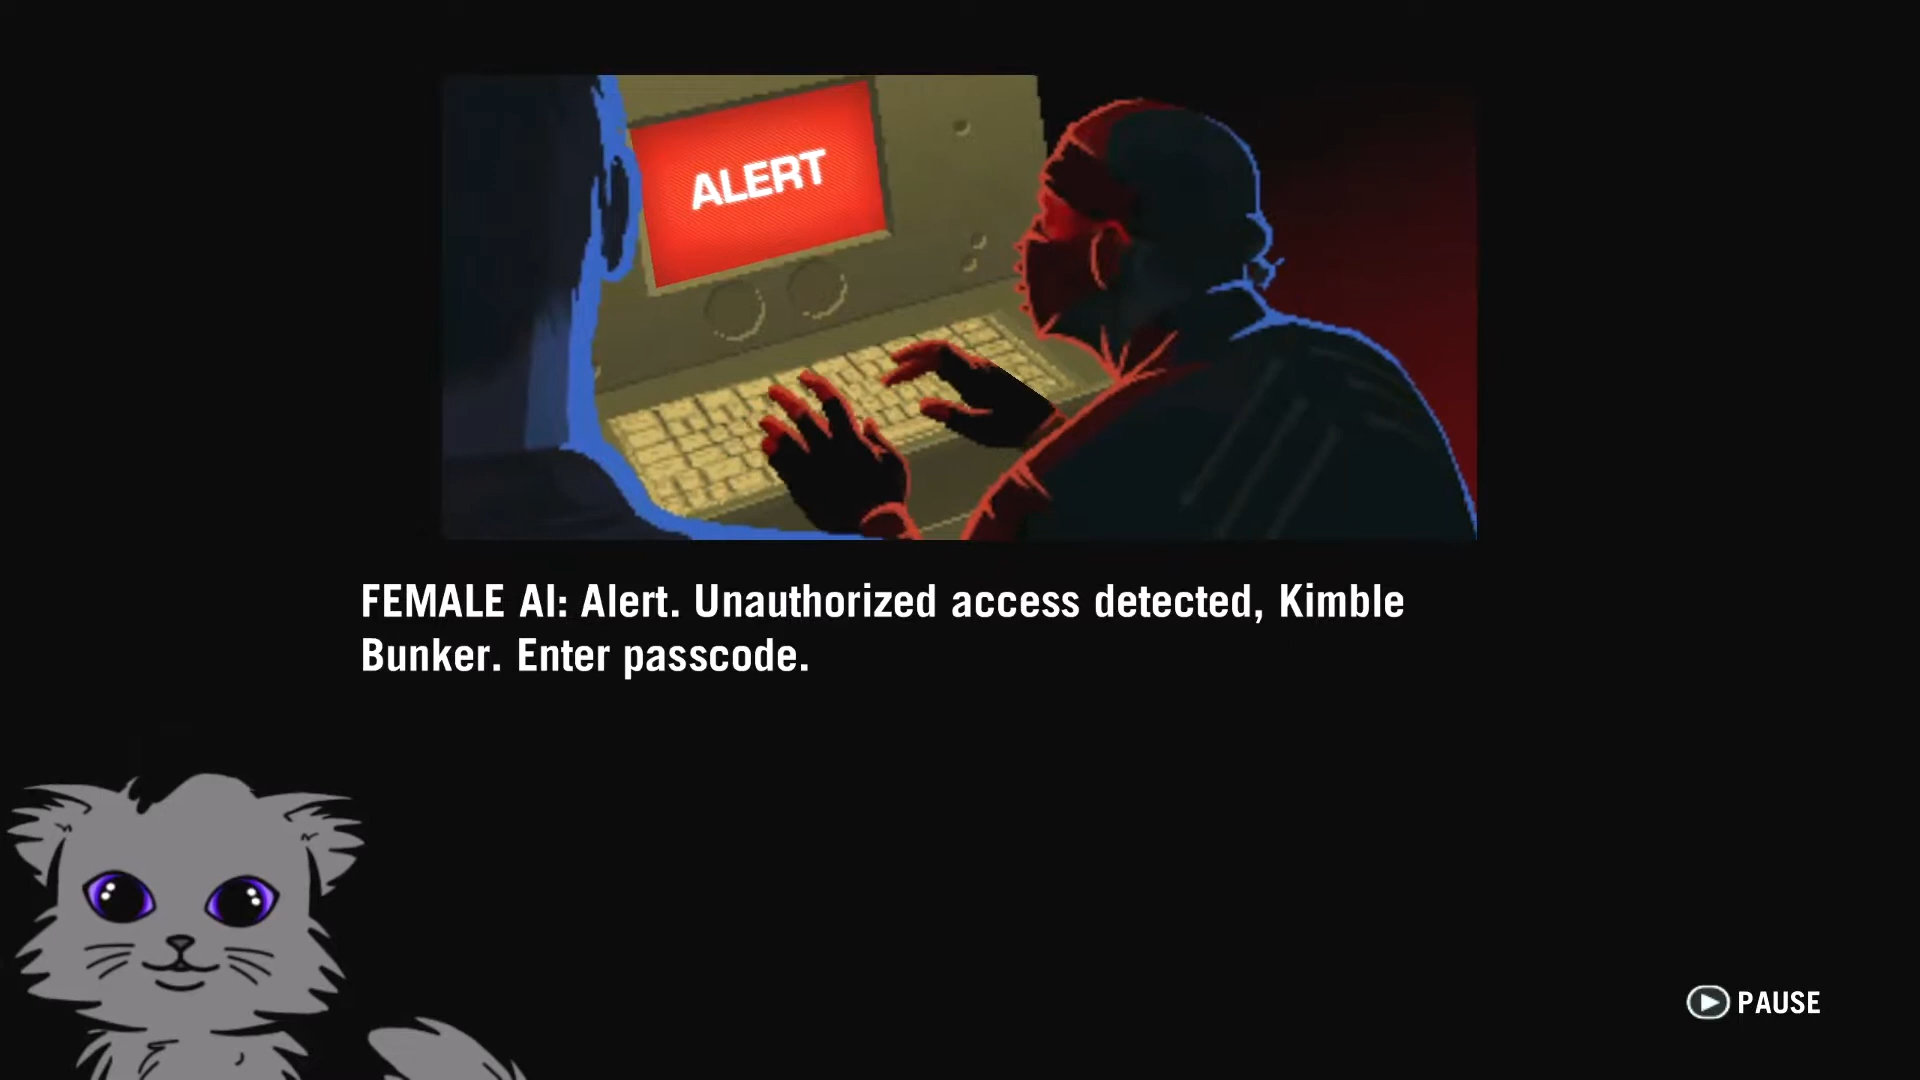 ALERT
FEMALE AI: Alert. Unauthorized access detected, Kimble
Bunker. Enter passcode.
PAUSE